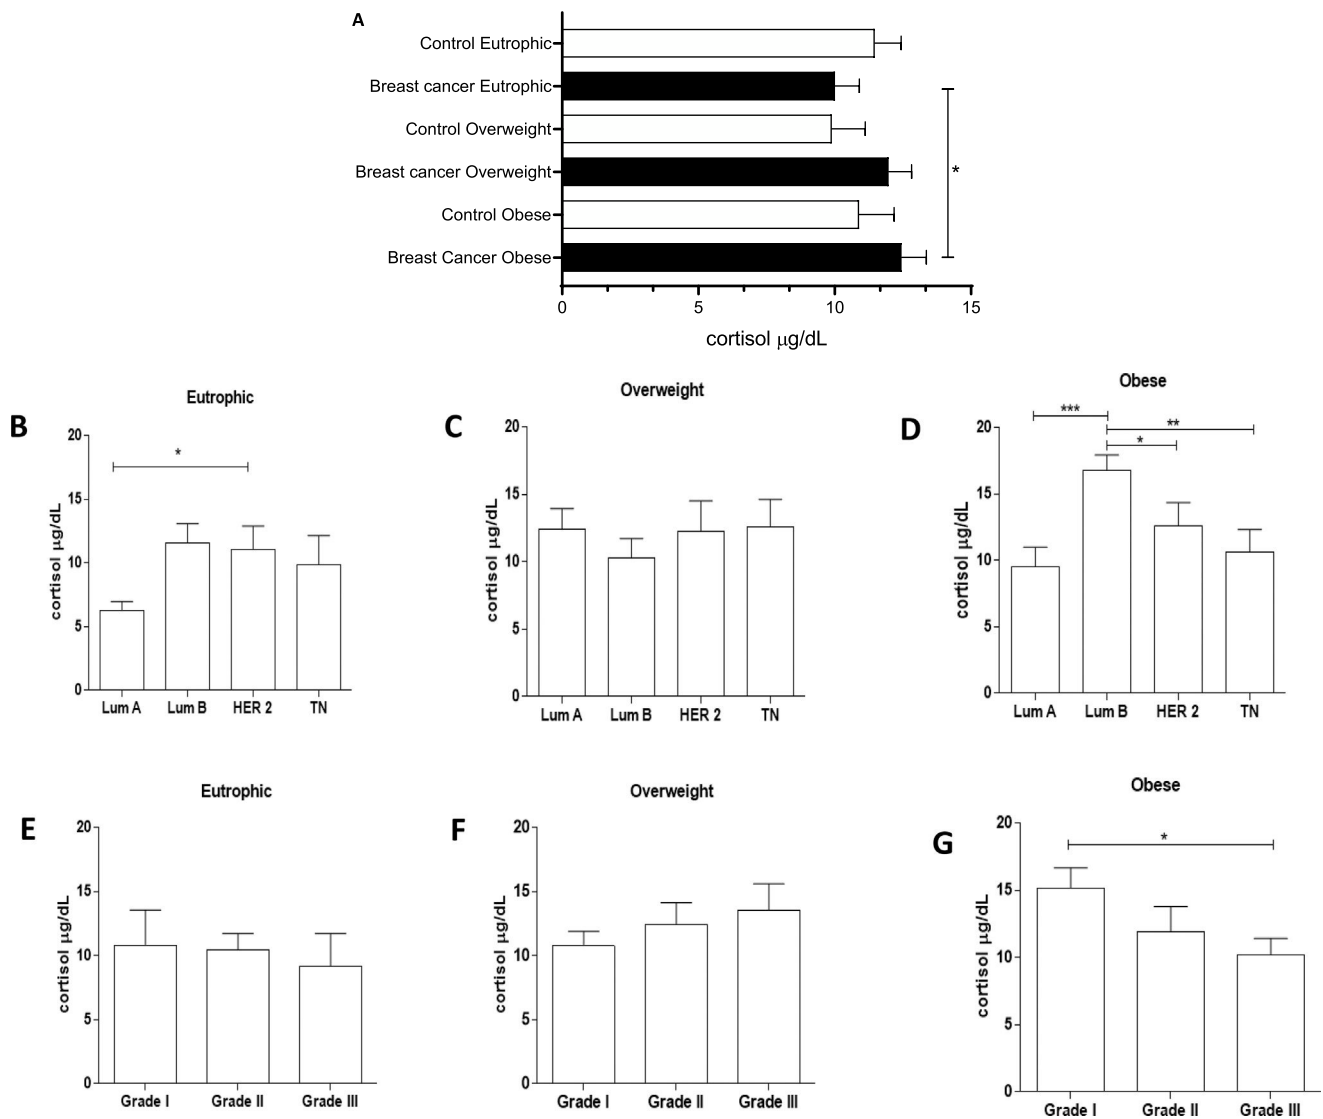 A
Control Eutrophic
Breast cancer Eutrophic
Control Overweight
Breast cancer Overweight
Control Obese
Breast Cancer Obese
*
0 5 10 15
cortisol μg/dL
B
Eutrophic
*
cortisol μg/dL
20
15
10
5
0
Lum A Lum B HER 2 TN
C
Overweight
cortisol μg/dL
20
15
10
5
0
Lum A Lum B HER 2 TN
D
Obese
***
**
*
cortisol μg/dL
20
15
10
5
0
Lum A Lum B HER 2 TN
E
Eutrophic
cortisol μg/dL
20
15
10
5
0
Grade I Grade II Grade III
F
Overweight
cortisol μg/dL
20
15
10
5
0
Grade I Grade II Grade III
G
Obese
*
cortisol μg/dL
20
15
10
5
0
Grade I Grade II Grade III